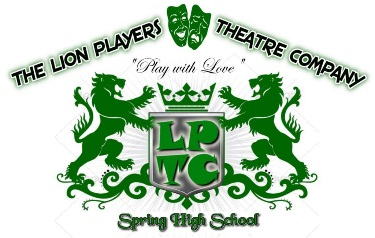 THE LION PLAYERS THEATRE COMPANY
"Play with Love "
LP
TC
Spring High School